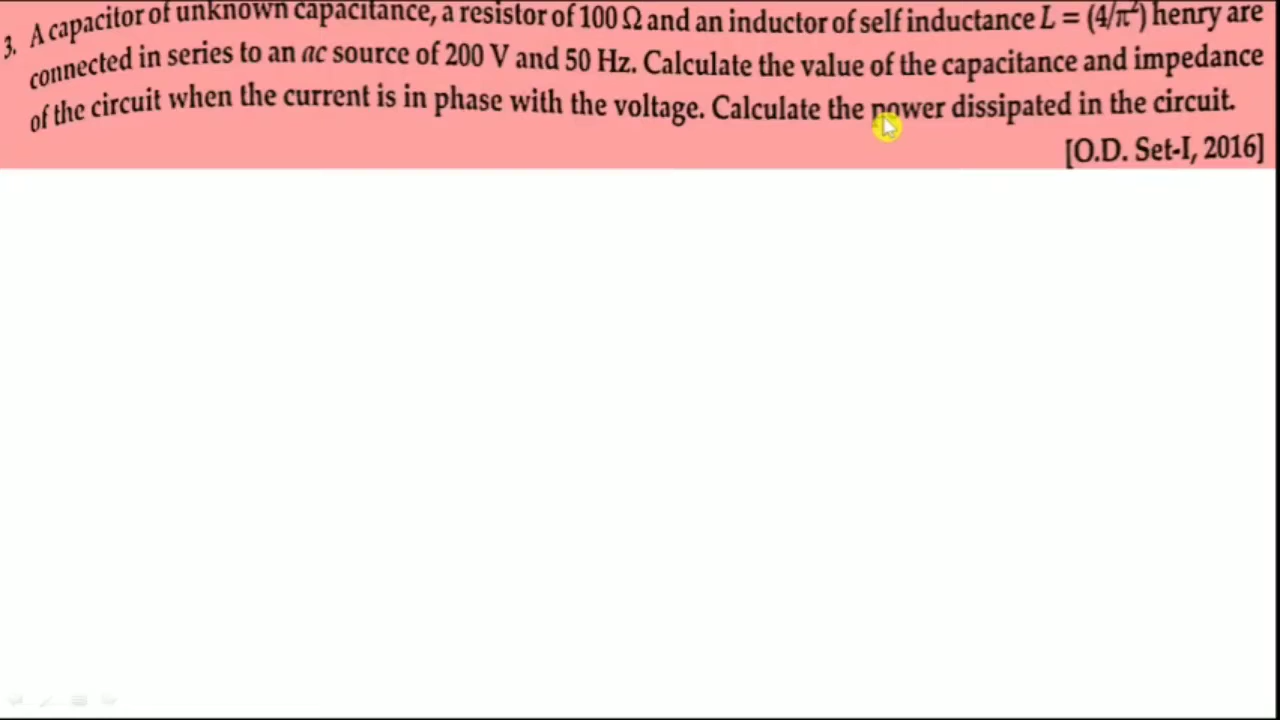 3. A capacitor of unknown capacitance, a resistor of 100 Ω and an inductor of self inductance L = (4/π²) henry are
connected in series to an ac source of 200 V and 50 Hz. Calculate the value of the capacitance and impedance
of the circuit when the current is in phase with the voltage. Calculate the power dissipated in the circuit.
[O.D. Set-I, 2016]